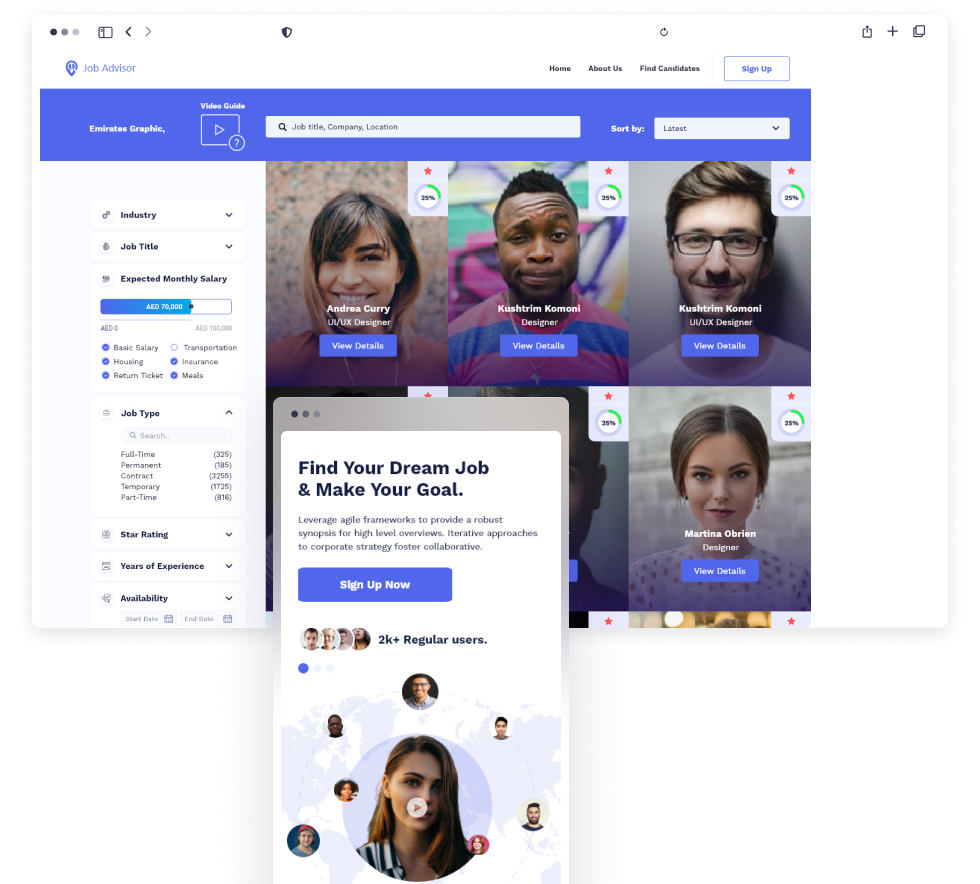 Job Advisor
Home About Us Find Candidates Sign Up
Video Guide
Emirates Graphic,
?
Job title, Company, Location
Sort by: Latest
Industry
Job Title
Expected Monthly Salary
AED 70,000
AED 0 AED 100,000
Basic Salary Transportation
Housing Insurance
Return Ticket Meals
Job Type
Search..
Full-Time (325)
Permanent (185)
Contract (3255)
Temporary (1725)
Part-Time (816)
Star Rating
Years of Experience
Availability
Start Date End Date
25%
Andrea Curry
UI/UX Designer
View Details
25%
Kushtrim Komoni
Designer
View Details
25%
Kushtrim Komoni
UI/UX Designer
View Details
25%
25%
Martina Obrien
Designer
View Details
Find Your Dream Job
& Make Your Goal.
Leverage agile frameworks to provide a robust
synopsis for high level overviews. Iterative approaches
to corporate strategy foster collaborative.
Sign Up Now
2k+ Regular users.